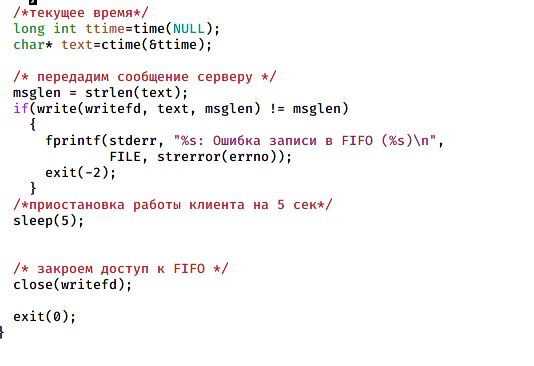 /*текущее время*/
long int ttime=time(NULL);
char* text=ctime(&ttime);
/* передадим сообщение серверу */
msglen = strlen(text);
if(write(writefd, text, msglen) != msglen)
{
fprintf(stderr, "%s: Ошибка записи в FIFO (%s)\n",
FILE, strerror(errno));
exit(-2);
}
/*приостановка работы клиента на 5 сек*/
sleep(5);
/* закроем доступ к FIFO */
close(writefd);
exit(0);
}